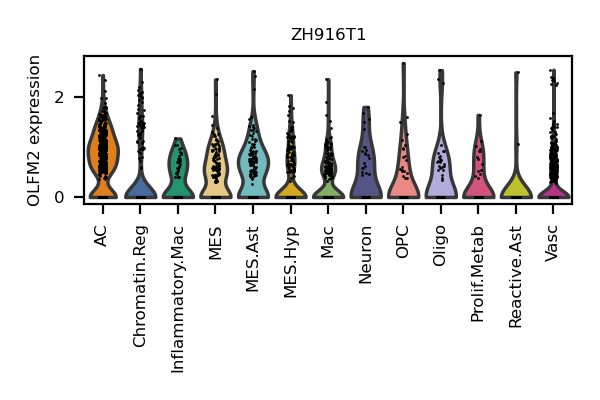 ZH916T1
OLFM2 expression
2
0
AC
Chromatin.Reg
Inflammatory.Mac
MES
MES.Ast
MES.Hyp
Mac
Neuron
OPC
Oligo
Prolif.Metab
Reactive.Ast
Vasc